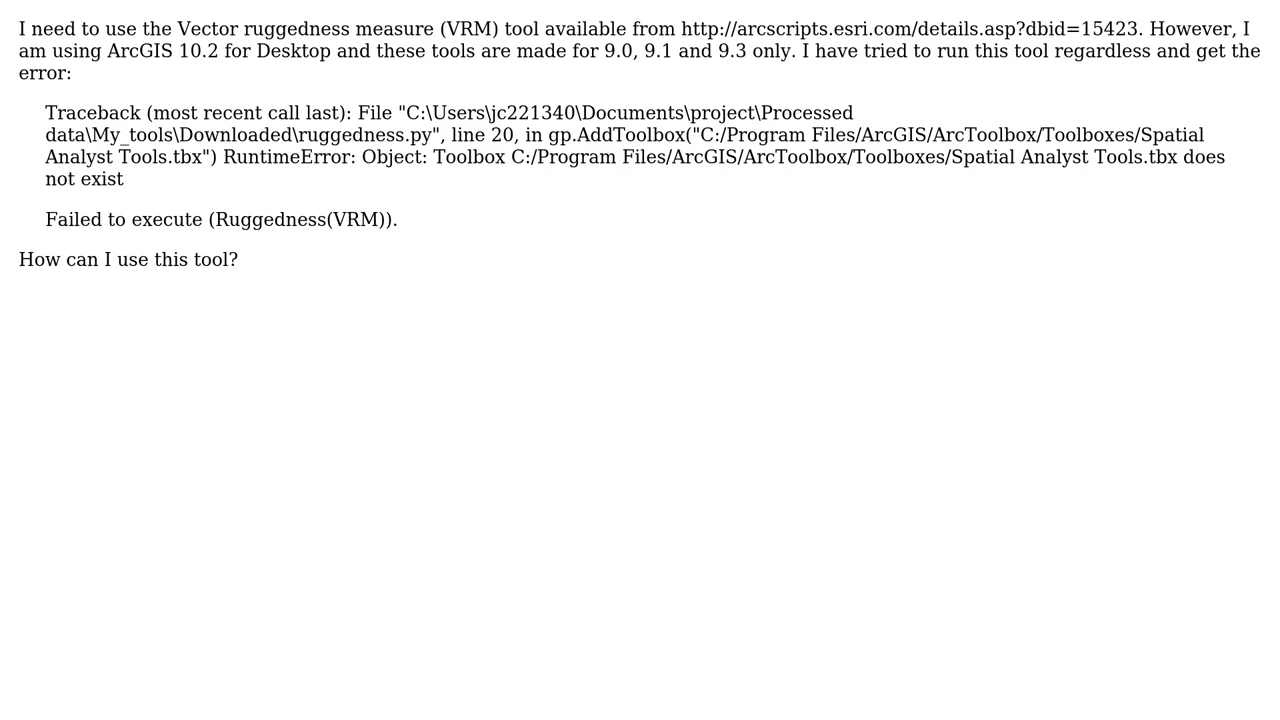 I need to use the Vector ruggedness measure (VRM) tool available from http://arcscripts.esri.com/details.asp?dbid=15423. However, I
am using ArcGIS 10.2 for Desktop and these tools are made for 9.0, 9.1 and 9.3 only. I have tried to run this tool regardless and get the
error:
Traceback (most recent call last): File "C:\Users\jc221340\Documents\project\Processed
data\My_tools\Downloaded\ruggedness.py", line 20, in gp.AddToolbox("C:/Program Files/ArcGIS/ArcToolbox/Toolboxes/Spatial
Analyst Tools.tbx") RuntimeError: Object: Toolbox C:/Program Files/ArcGIS/ArcToolbox/Toolboxes/Spatial Analyst Tools.tbx does
not exist
Failed to execute (Ruggedness(VRM)).
How can I use this tool?